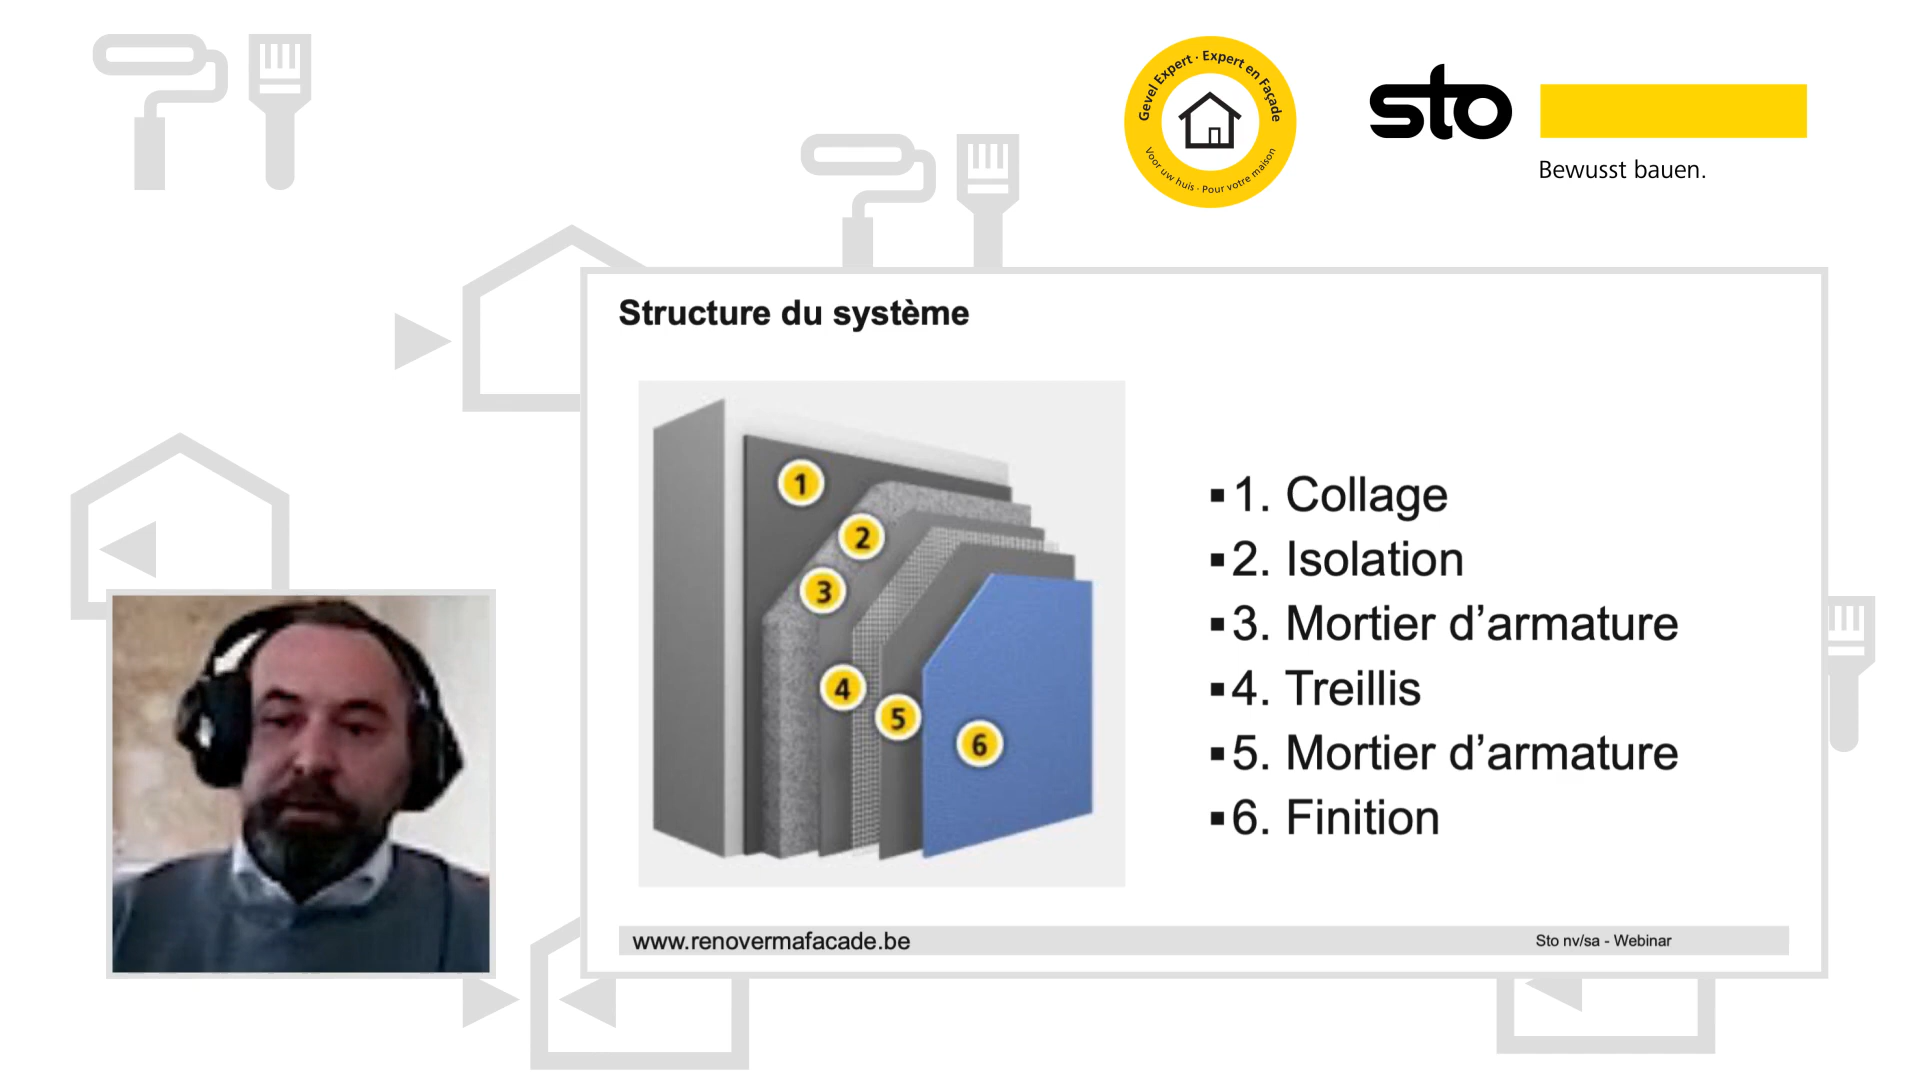 Gevel Expert · Expert en Façade
Voor uw huis · Pour votre maison
sto
Bewusst bauen.
Structure du système
1
2
3
4
5
6
▪1. Collage
▪2. Isolation
▪3. Mortier d’armature
▪4. Treillis
▪5. Mortier d’armature
▪6. Finition
www.renovermafacade.be
Sto nv/sa - Webinar